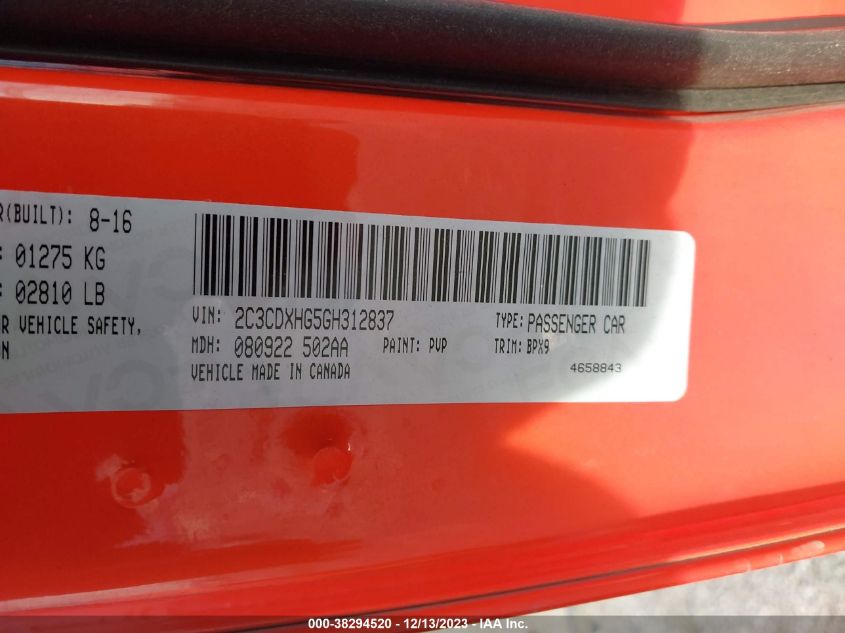 R(BUILT): 8-16
: 01275 KG
: 02810 LB
R VEHICLE SAFETY,
ON
VIN: 2C3CDXHG5GH312837
TYPE: PASSENGER CAR
MDH: 080922 502AA
PAINT: PVP
TRIM: BPX9
VEHICLE MADE IN CANADA
4658843
000-38294520 - 12/13/2023 - IAA Inc.